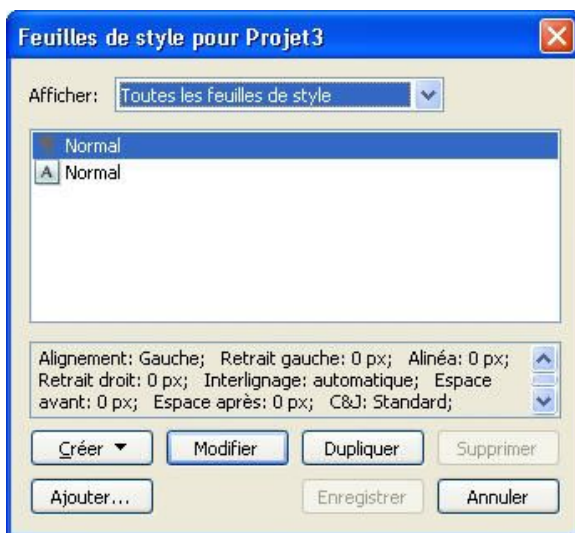 Feuilles de style pour Projet3
Afficher: Toutes les feuilles de style
¶ Normal
A Normal
Alignement: Gauche; Retrait gauche: 0 px; Alinéa: 0 px;
Retrait droit: 0 px; Interlignage: automatique; Espace
avant: 0 px; Espace après: 0 px; C&J: Standard;
Créer Modifier Dupliquer Supprimer
Ajouter... Enregistrer Annuler